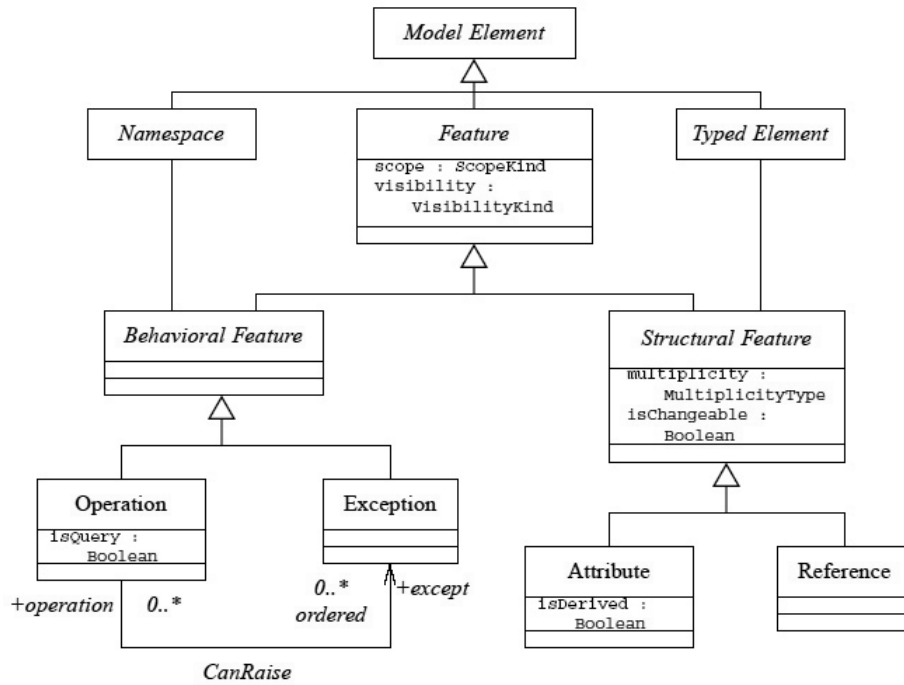 Model Element
Namespace
Feature
Typed Element
scope : ScopeKind
visibility :
VisibilityKind
Behavioral Feature
Structural Feature
multiplicity :
MultiplicityType
isChangeable :
Boolean
Operation
Exception
isQuery :
Boolean
Attribute
Reference
isDerived :
Boolean
+operation
0..*
0..*
ordered
+except
CanRaise